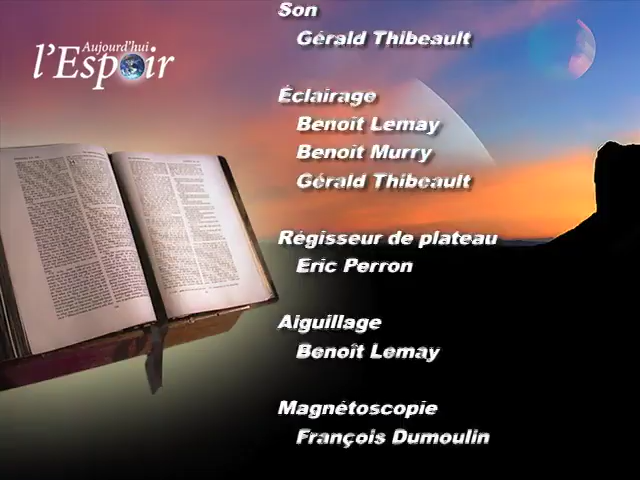 Aujourd'hui
l'Espoir
Son
Gérald Thibeault
Éclairage
Benoît Lemay
Benoît Murry
Gérald Thibeault
Régisseur de plateau
Eric Perron
Aiguillage
Benoît Lemay
Magnétoscopie
François Dumoulin